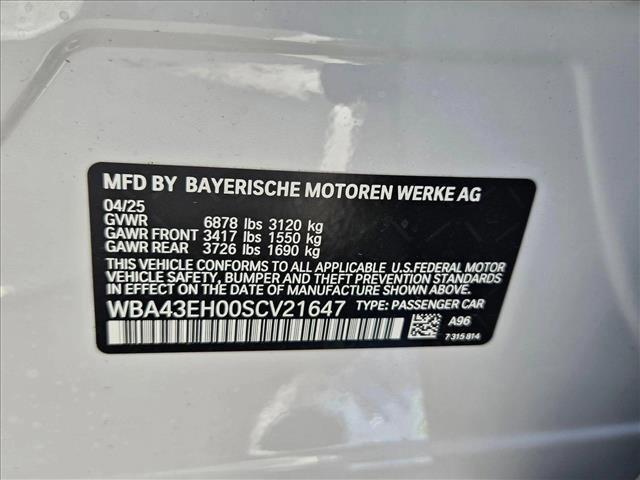 MFD BY BAYERISCHE MOTOREN WERKE AG
04/25
GVWR 6878 lbs 3120 kg
GAWR FRONT 3417 lbs 1550 kg
GAWR REAR 3726 lbs 1690 kg
THIS VEHICLE CONFORMS TO ALL APPLICABLE U.S.FEDERAL MOTOR
VEHICLE SAFETY, BUMPER AND THEFT PREVENTION STANDARDS
IN EFFECT ON THE DATE OF MANUFACTURE SHOWN ABOVE.
WBA43EH00SCV21647 TYPE: PASSENGER CAR
A96
7 315 814